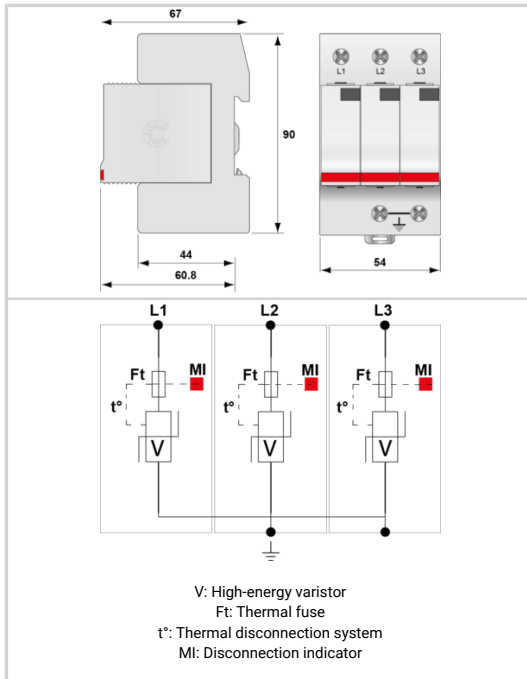 67
L1 L2 L3
90
44
60.8
54
L1 L2 L3
Ft MI Ft MI Ft MI
t° t° t°
V V V
V: High-energy varistor
Ft: Thermal fuse
t°: Thermal disconnection system
MI: Disconnection indicator